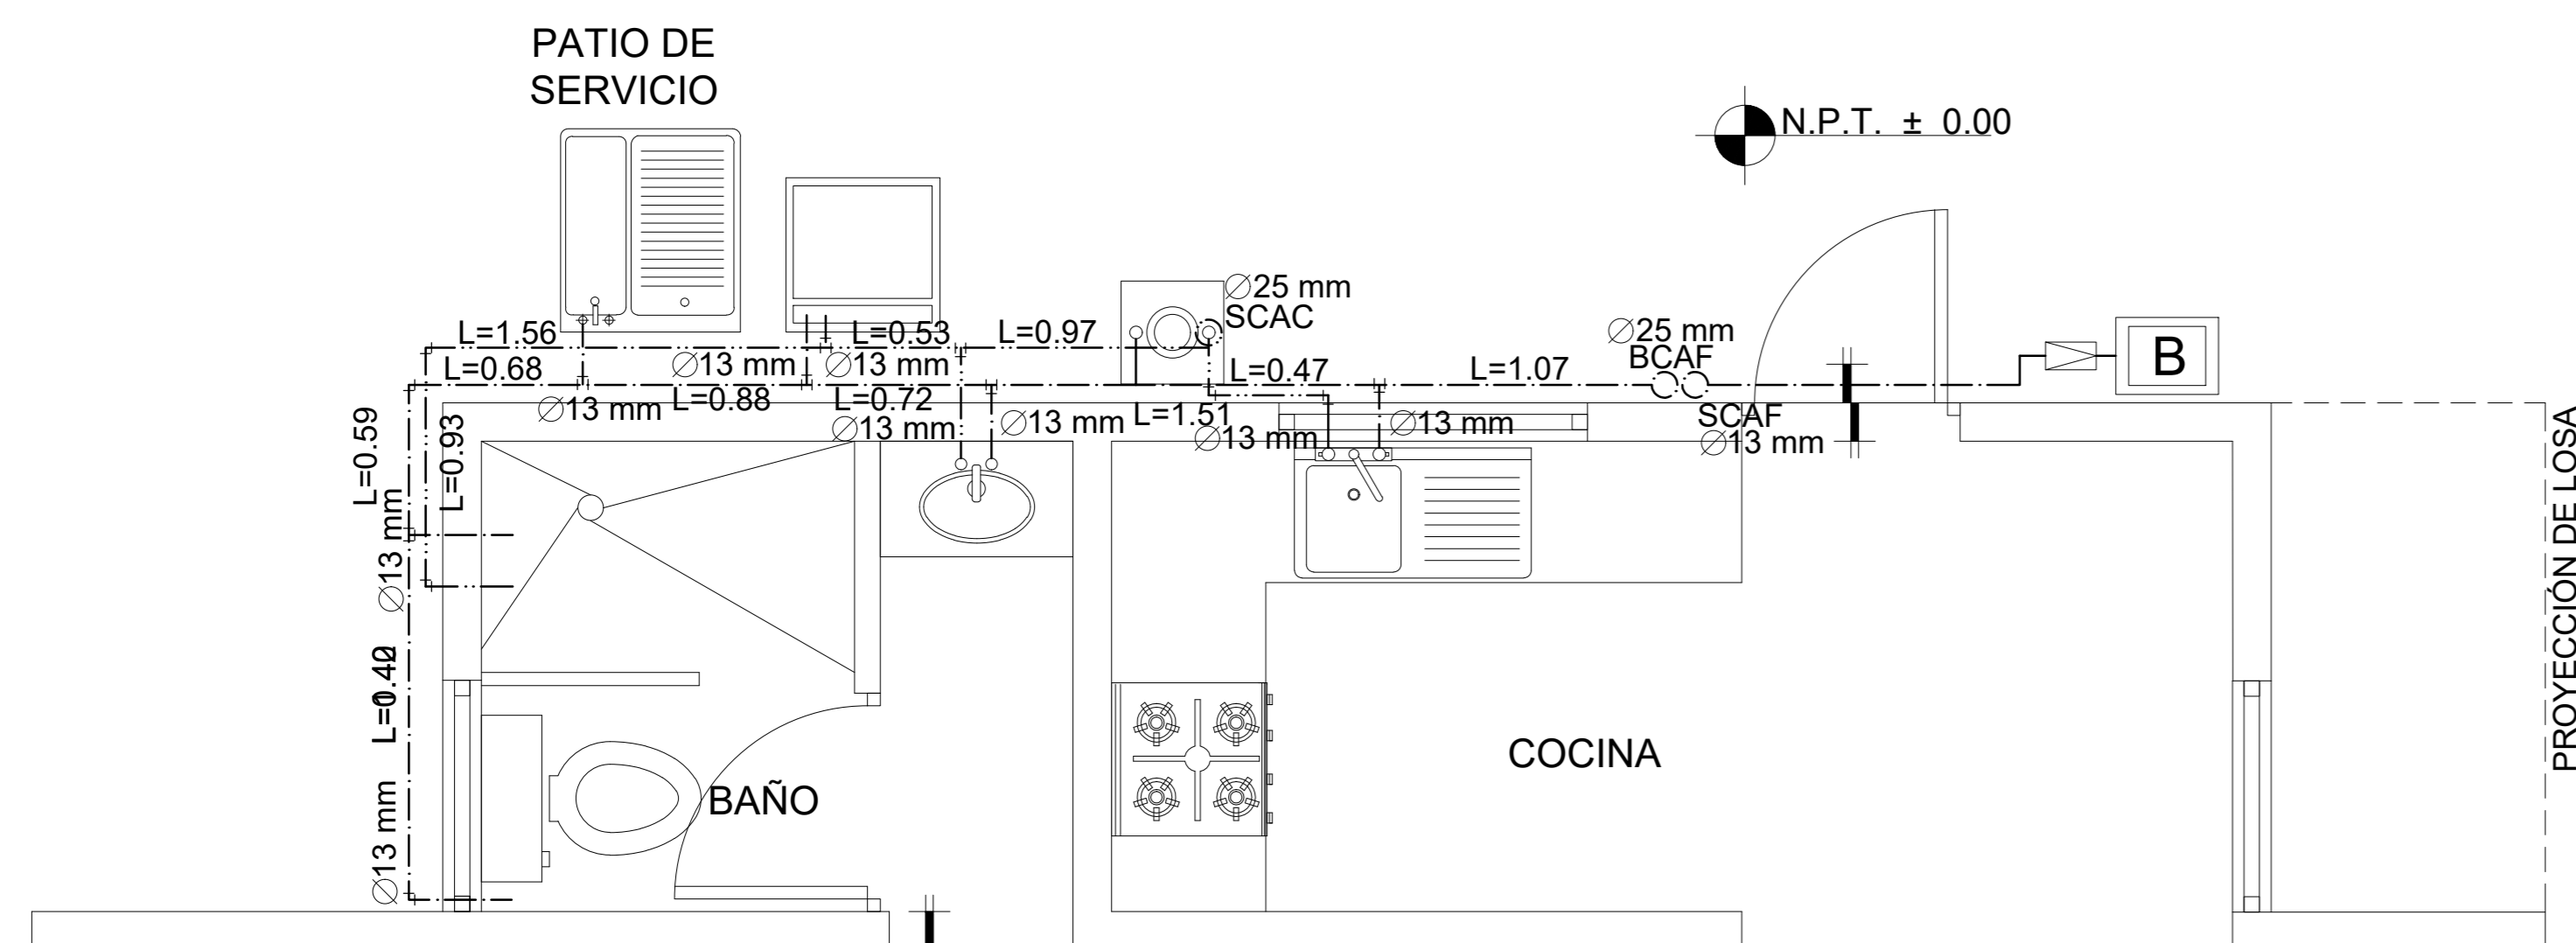 PATIO DE
SERVICIO
N.P.T. ± 0.00
∅25 mm
SCAC
L=1.56
L=0.53
L=0.97
∅25 mm
BCAF
L=0.68
∅13 mm
∅13 mm
L=0.47
L=1.07
B
∅13 mm
L=0.88
L=0.72
∅13 mm
∅13 mm
L=1.51
∅13 mm
∅13 mm
SCAF
∅13 mm
L=0.59
L=0.93
∅13 mm
∅13 mm
BAÑO
COCINA
PROYECCIÓN DE LOSA